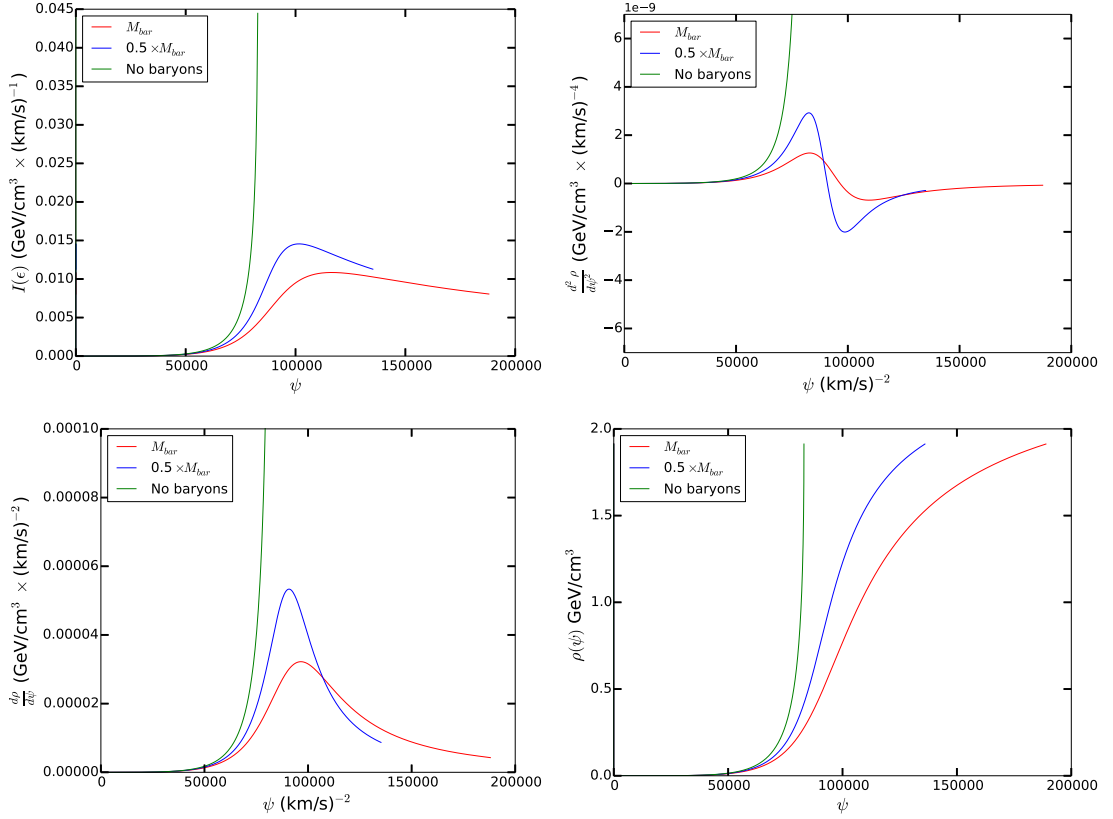 0.045
0.040
0.035
0.030
0.025
0.020
0.015
0.010
0.005
0.000
I(ϵ) (GeV/cm³ × (km/s)⁻¹)
M_bar
0.5 ×M_bar
No baryons
0 50000 100000 150000 200000
ψ
1e−9
6
4
2
0
−2
−4
−6
d² ρ/dψ² (GeV/cm³ × (km/s)⁻⁴)
M_bar
0.5 ×M_bar
No baryons
0 50000 100000 150000 200000
ψ (km/s)⁻²
0.00010
0.00008
0.00006
0.00004
0.00002
0.00000
dρ/dψ (GeV/cm³ × (km/s)⁻²)
M_bar
0.5 ×M_bar
No baryons
0 50000 100000 150000 200000
ψ (km/s)⁻²
2.0
1.5
1.0
0.5
0.0
ρ(ψ) GeV/cm³
M_bar
0.5 ×M_bar
No baryons
0 50000 100000 150000 200000
ψ